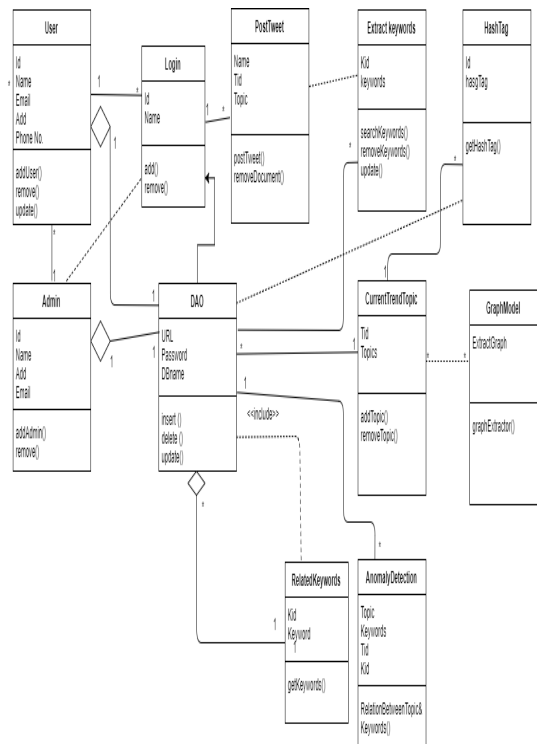 User
Id
Name
Email
Add
Phone No.
addUser()
remove()
update()
Login
Id
Name
add()
remove()
PostTweet
Name
Tid
Topic
postTweet()
removeDocument()
Extract keywords
Kid
keywords
searchKeywords()
removeKeywords()
update()
HashTag
Id
hasgTag
getHashTag()
*
1
*
1
1
*
*
*
*
1
1
Admin
Id
Name
Add
Email
addAdmin()
remove()
1
1
DAO
URL
Password
DBname
insert ()
delete ()
update()
*
1
1
<<include>>
CurrentTrendTopic
Tid
Topics
addTopic()
removeTopic()
*
*
GraphModel
ExtractGraph
graphExtractor()
*
*
RelatedKeywords
Kid
Keyword
getKeywords()
1
1
AnomalyDetection
Topic
Keywords
Tid
Kid
RelationBetweenTopic&
Keywords()